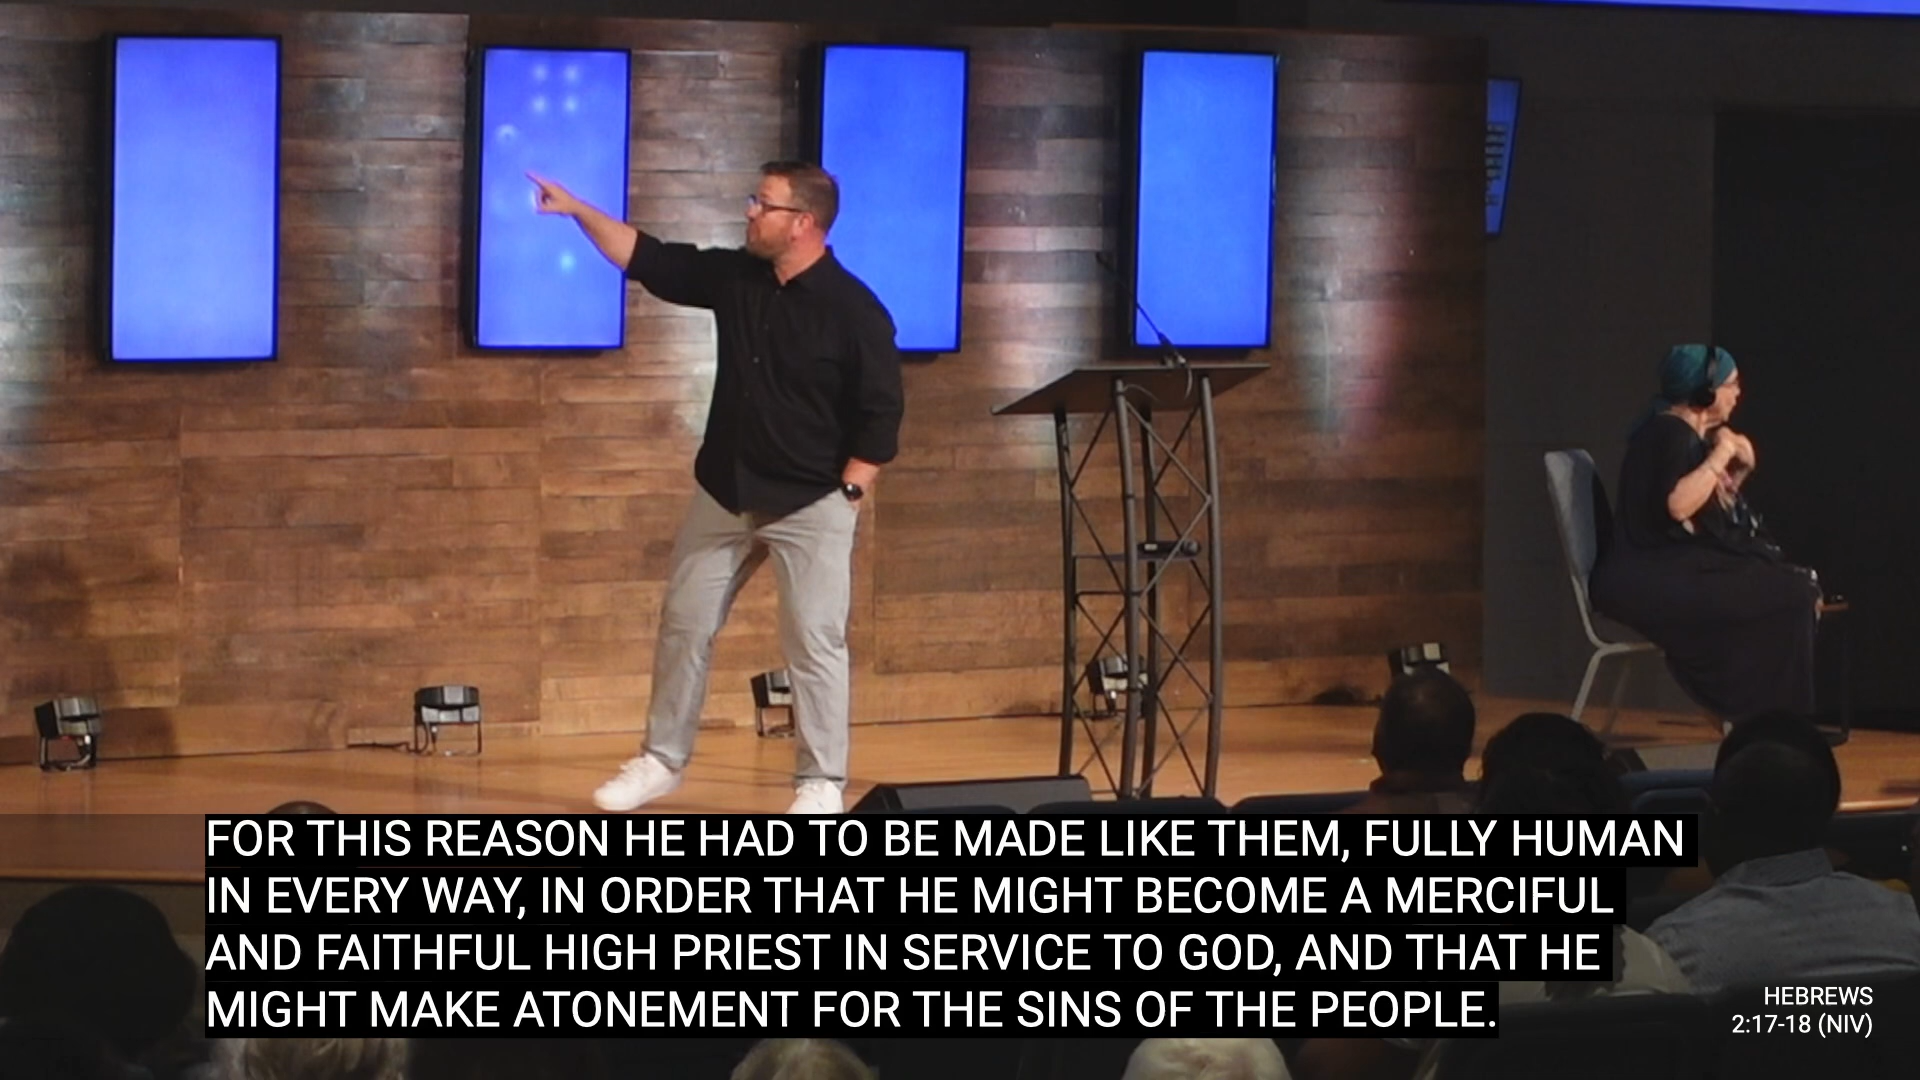 FOR THIS REASON HE HAD TO BE MADE LIKE THEM, FULLY HUMAN
IN EVERY WAY, IN ORDER THAT HE MIGHT BECOME A MERCIFUL
AND FAITHFUL HIGH PRIEST IN SERVICE TO GOD, AND THAT HE
MIGHT MAKE ATONEMENT FOR THE SINS OF THE PEOPLE.
HEBREWS
2:17-18 (NIV)